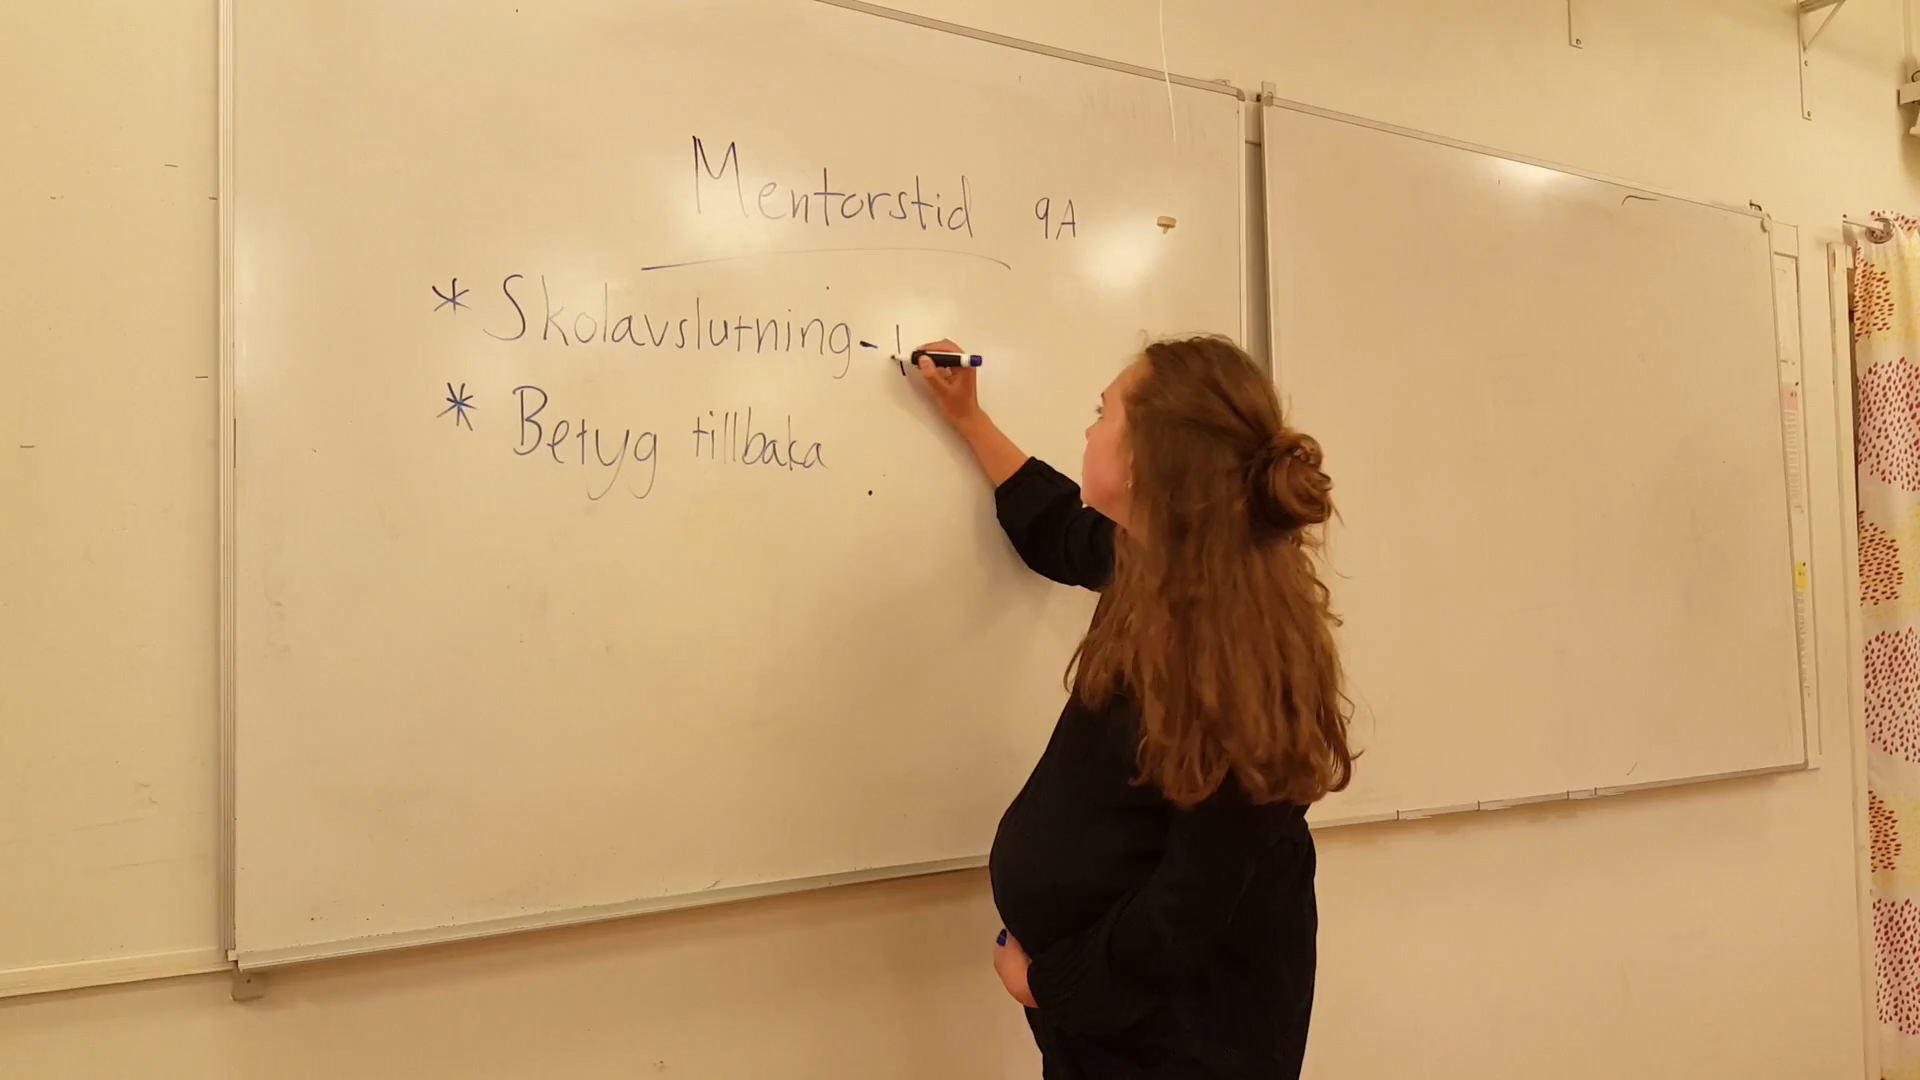 Mentorstid 9A
* Skolavslutning -
* Betyg tillbaka